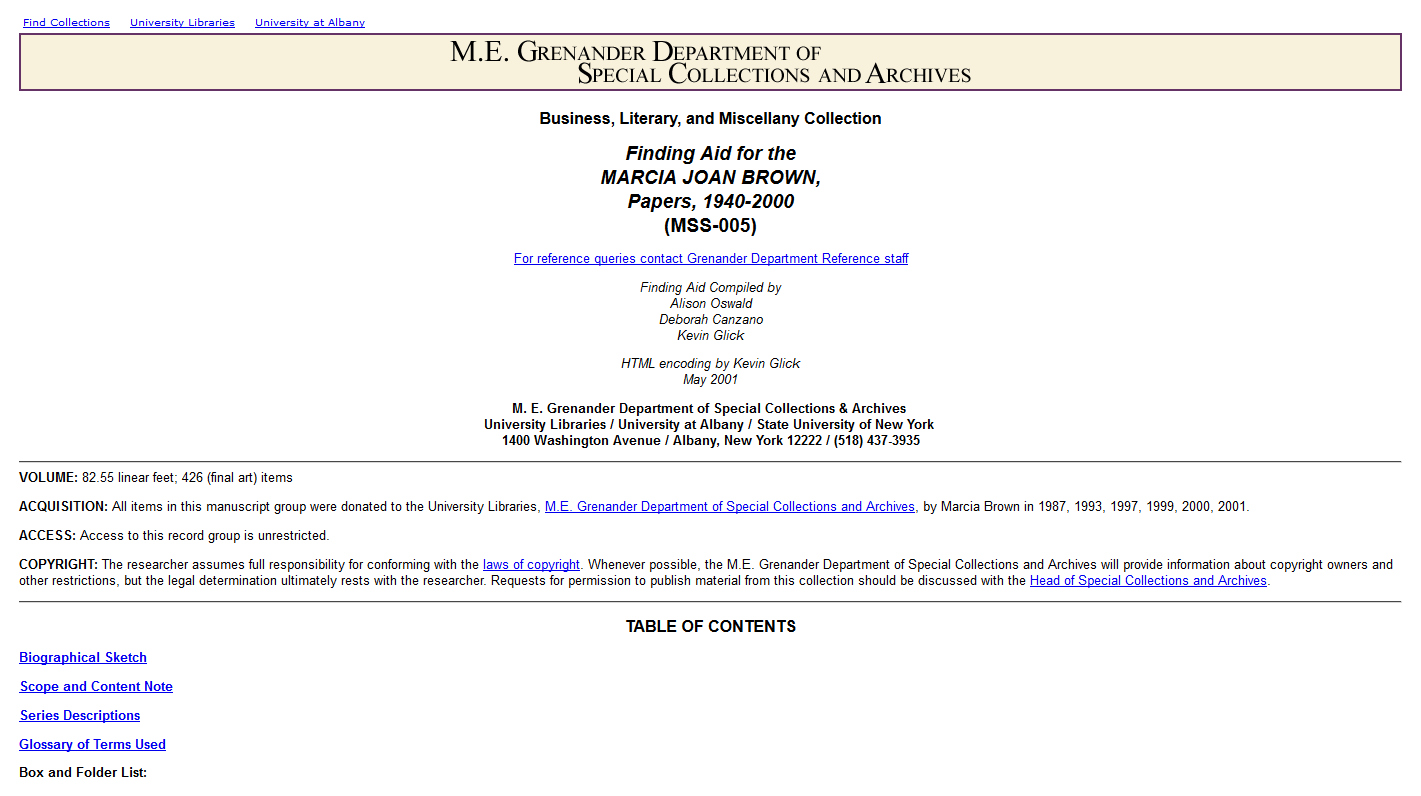 Find Collections University Libraries University at Albany
M.E. Grenander Department of
Special Collections and Archives
Business, Literary, and Miscellany Collection
Finding Aid for the
MARCIA JOAN BROWN,
Papers, 1940-2000
(MSS-005)
For reference queries contact Grenander Department Reference staff
Finding Aid Compiled by
Alison Oswald
Deborah Canzano
Kevin Glick
HTML encoding by Kevin Glick
May 2001
M. E. Grenander Department of Special Collections & Archives
University Libraries / University at Albany / State University of New York
1400 Washington Avenue / Albany, New York 12222 / (518) 437-3935
VOLUME: 82.55 linear feet; 426 (final art) items
ACQUISITION: All items in this manuscript group were donated to the University Libraries, M.E. Grenander Department of Special Collections and Archives, by Marcia Brown in 1987, 1993, 1997, 1999, 2000, 2001.
ACCESS: Access to this record group is unrestricted.
COPYRIGHT: The researcher assumes full responsibility for conforming with the laws of copyright. Whenever possible, the M.E. Grenander Department of Special Collections and Archives will provide information about copyright owners and
other restrictions, but the legal determination ultimately rests with the researcher. Requests for permission to publish material from this collection should be discussed with the Head of Special Collections and Archives.
TABLE OF CONTENTS
Biographical Sketch
Scope and Content Note
Series Descriptions
Glossary of Terms Used
Box and Folder List: